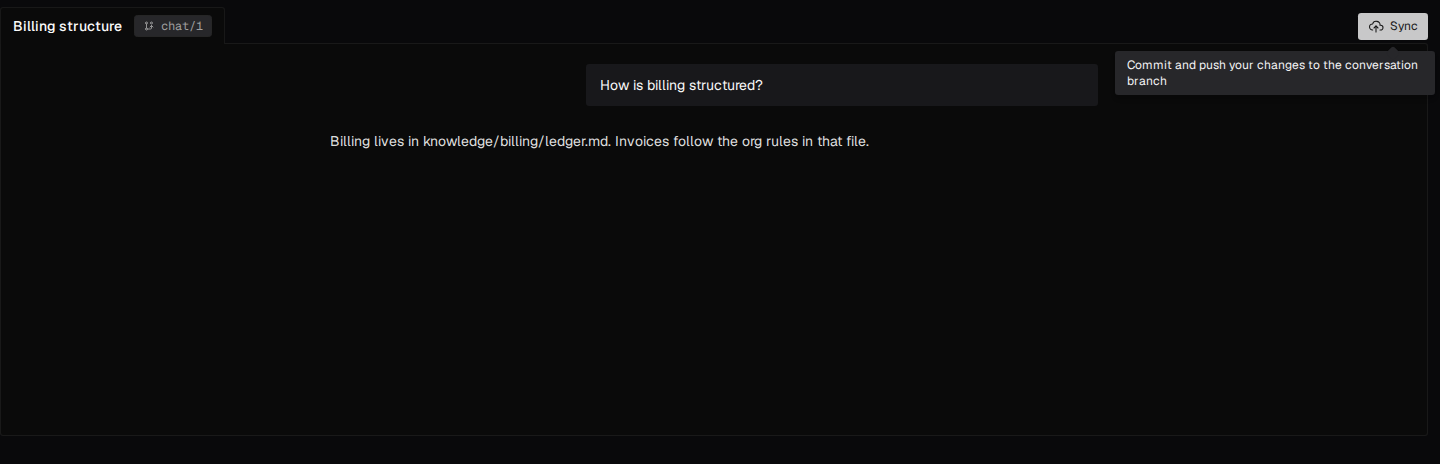 Billing structure
chat/1
Sync
Commit and push your changes to the conversation
branch
How is billing structured?
Billing lives in knowledge/billing/ledger.md. Invoices follow the org rules in that file.